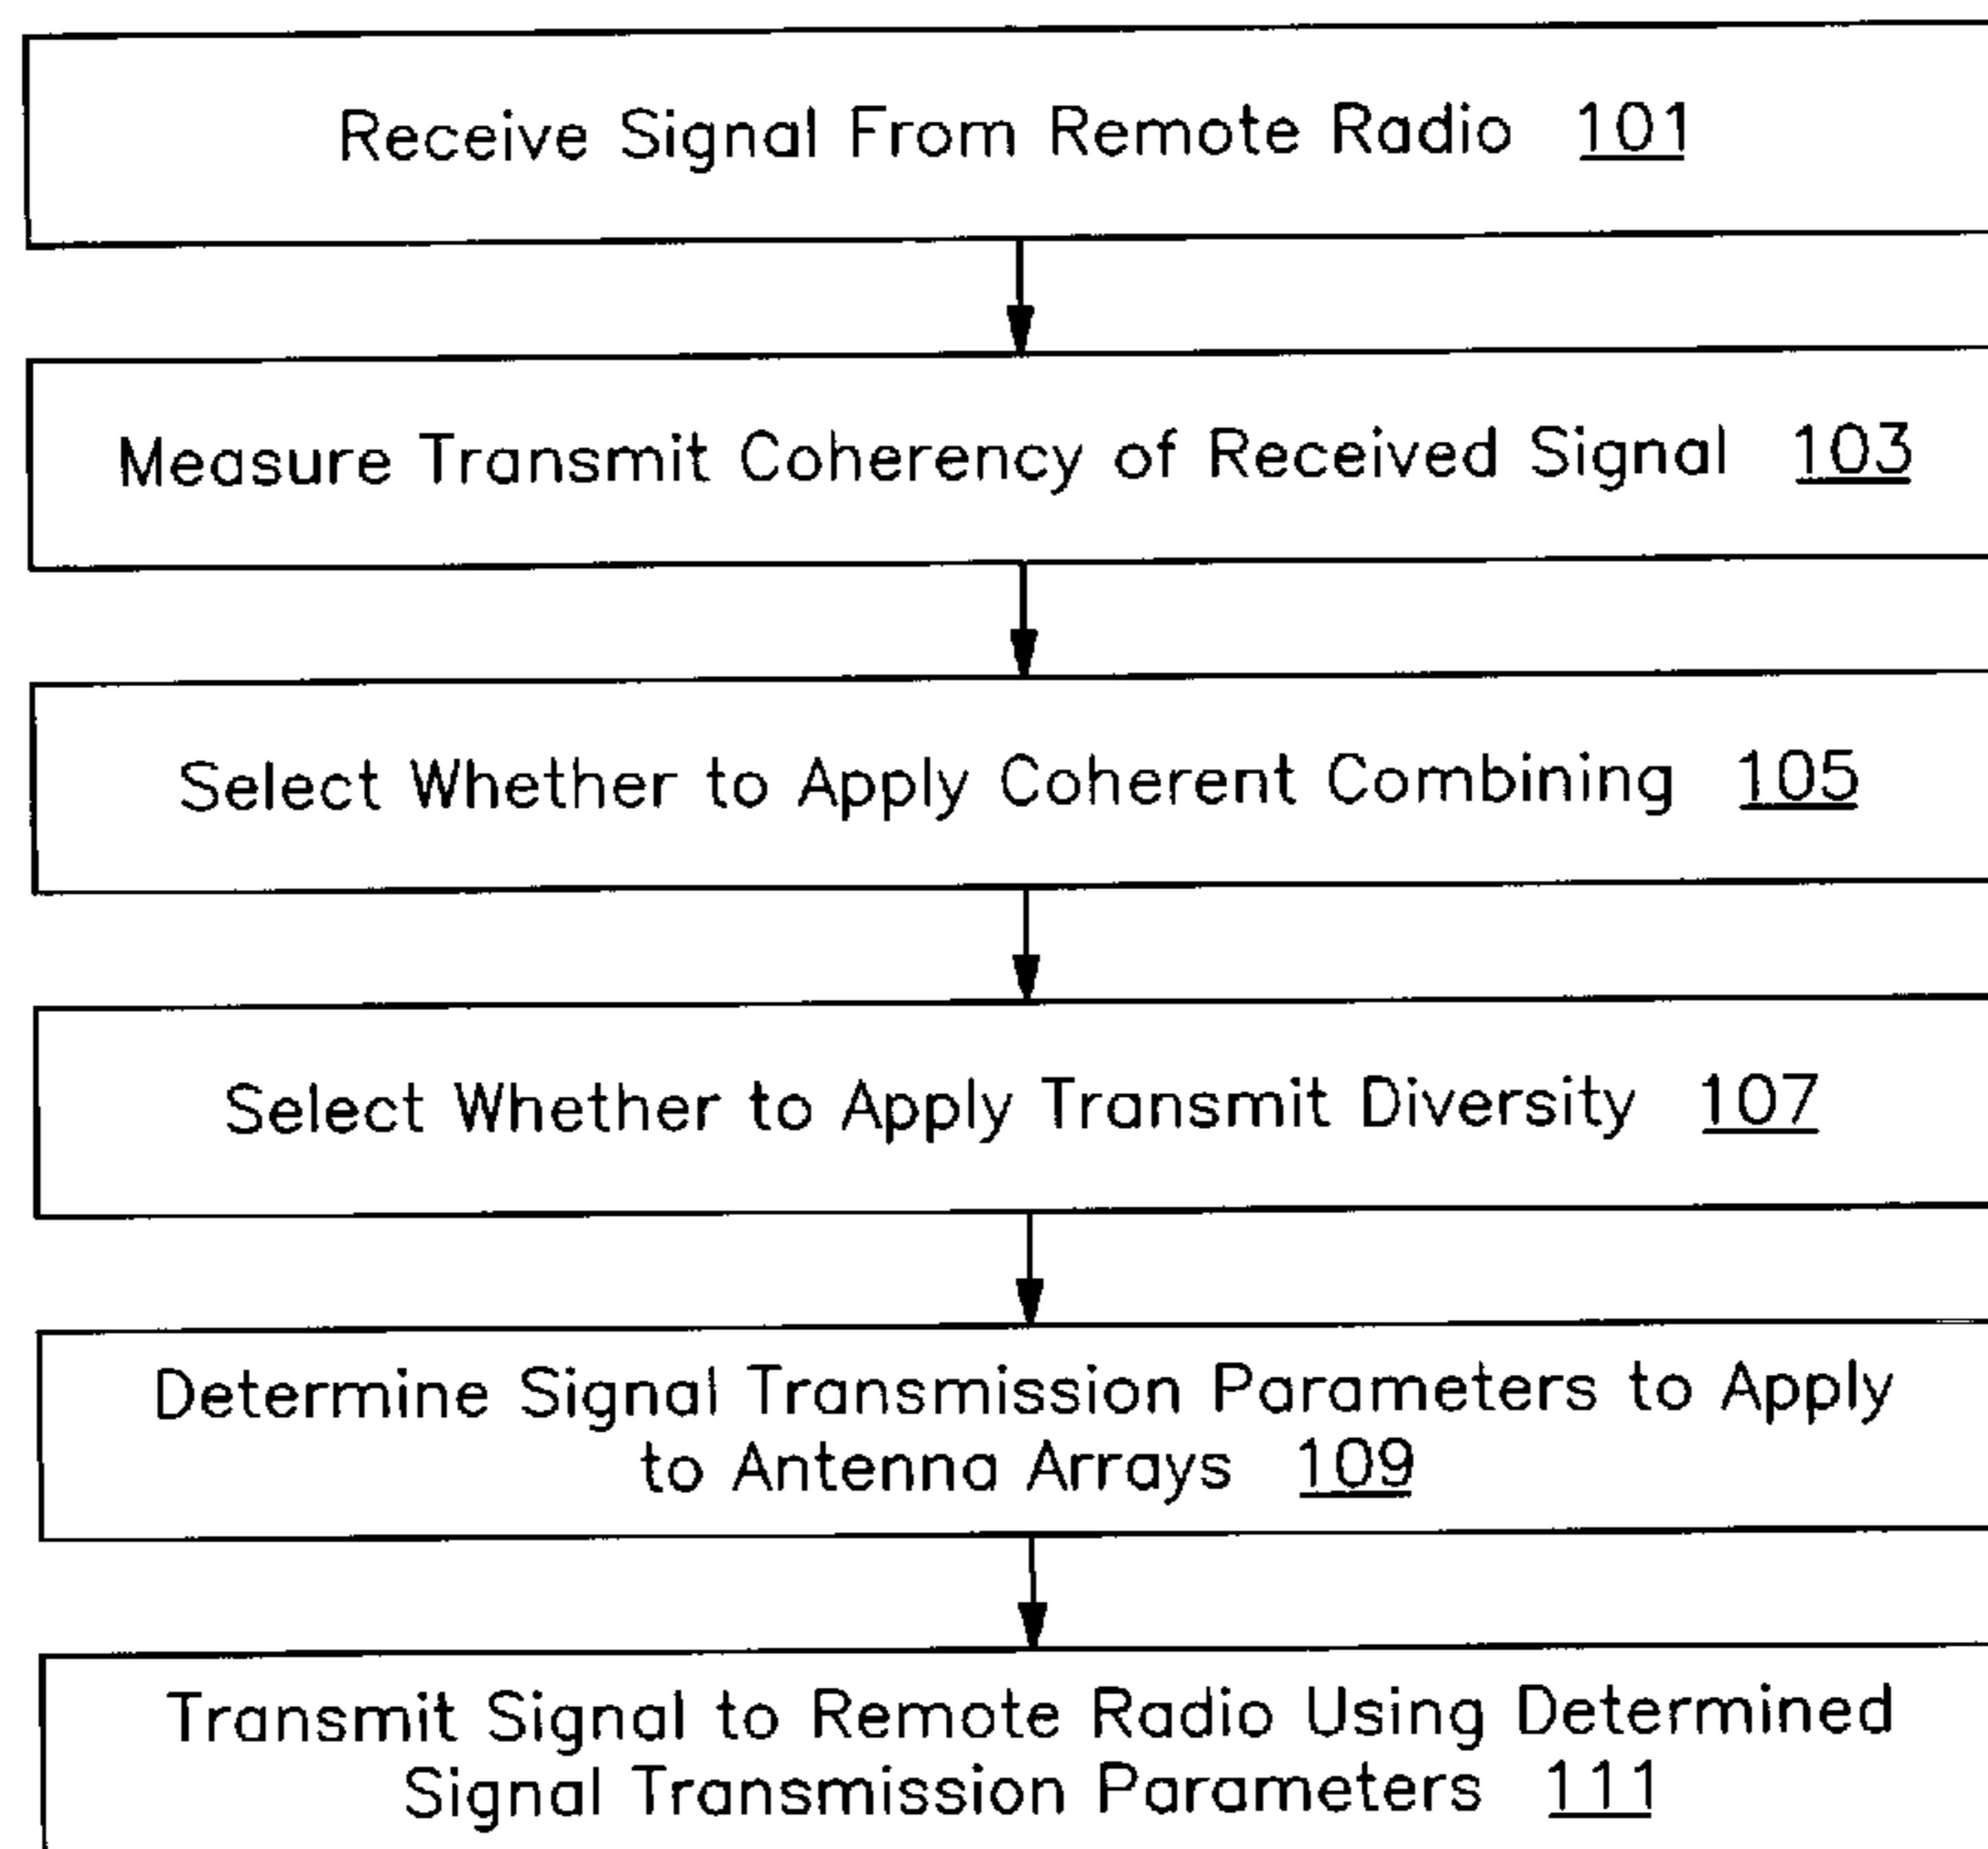 Receive Signal From Remote Radio 101
Measure Transmit Coherency of Received Signal 103
Select Whether to Apply Coherent Combining 105
Select Whether to Apply Transmit Diversity 107
Determine Signal Transmission Parameters to Apply
to Antenna Arrays 109
Transmit Signal to Remote Radio Using Determined
Signal Transmission Parameters 111